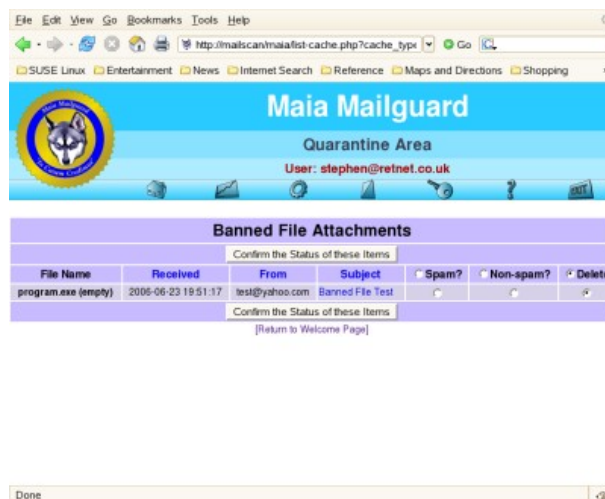 File Edit View Go Bookmarks Tools Help
http://mailscan/maia/list-cache.php?cache_type Go
SUSE Linux Entertainment News Internet Search Reference Maps and Directions Shopping
Maia Mailguard
Quarantine Area
User: stephen@retnet.co.uk
EXIT
Banned File Attachments
Confirm the Status of these Items
File Name Received From Subject Spam? Non-spam? Delete
program.exe (empty) 2006-06-23 19:51:17 test@yahoo.com Banned File Test
Confirm the Status of these Items
[Return to Welcome Page]
Done